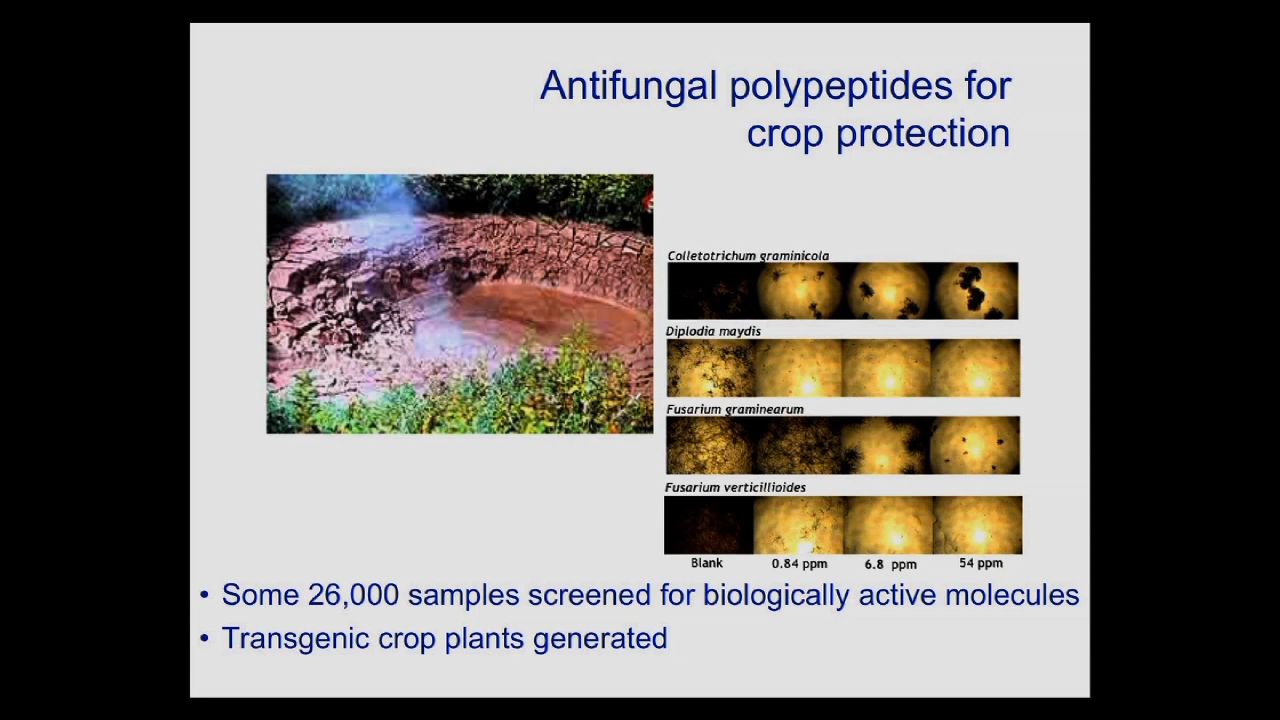 Antifungal polypeptides for
crop protection
Colletotrichum graminicola
Diplodia maydis
Fusarium graminearum
Fusarium verticillioides
Blank 0.84 ppm 6.8 ppm 54 ppm
• Some 26,000 samples screened for biologically active molecules
• Transgenic crop plants generated